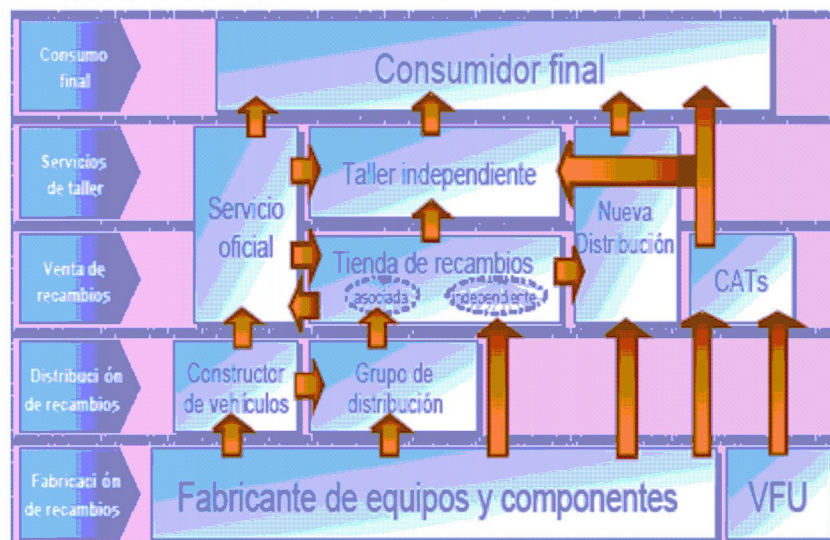 Consumo
final
Consumidor final
Servicios
de taller
Servicio
oficial
Taller independiente
Nueva
Distribución
Venta de
recambios
Tienda de recambios
asociada
independiente
CATs
Distribuci ón
de recambios
Constructor
de vehículos
Grupo de
distribución
Fabricaci ón
de recambios
Fabricante de equipos y componentes
VFU